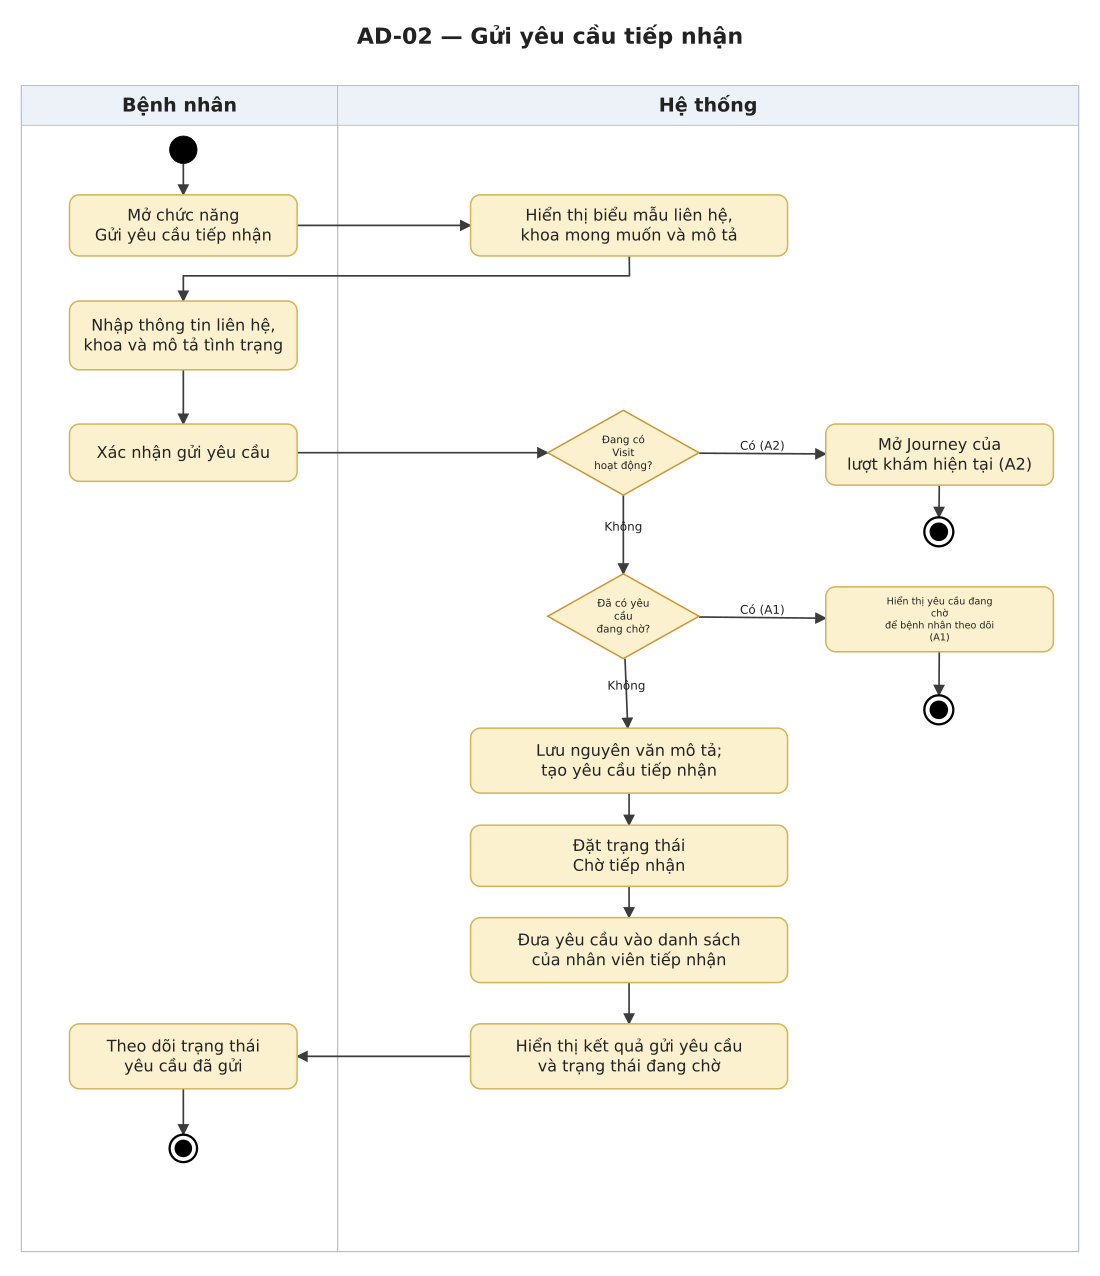 AD-02 — Gửi yêu cầu tiếp nhận
Bệnh nhân
Hệ thống
Mở chức năng
Gửi yêu cầu tiếp nhận
Hiển thị biểu mẫu liên hệ,
khoa mong muốn và mô tả
Nhập thông tin liên hệ,
khoa và mô tả tình trạng
Xác nhận gửi yêu cầu
Đang có
Visit
hoạt động?
Có (A2)
Mở Journey của
lượt khám hiện tại (A2)
Không
Đã có yêu
cầu
đang chờ?
Có (A1)
Hiển thị yêu cầu đang
chờ
để bệnh nhân theo dõi
(A1)
Không
Lưu nguyên văn mô tả;
tạo yêu cầu tiếp nhận
Đặt trạng thái
Chờ tiếp nhận
Đưa yêu cầu vào danh sách
của nhân viên tiếp nhận
Theo dõi trạng thái
yêu cầu đã gửi
Hiển thị kết quả gửi yêu cầu
và trạng thái đang chờ